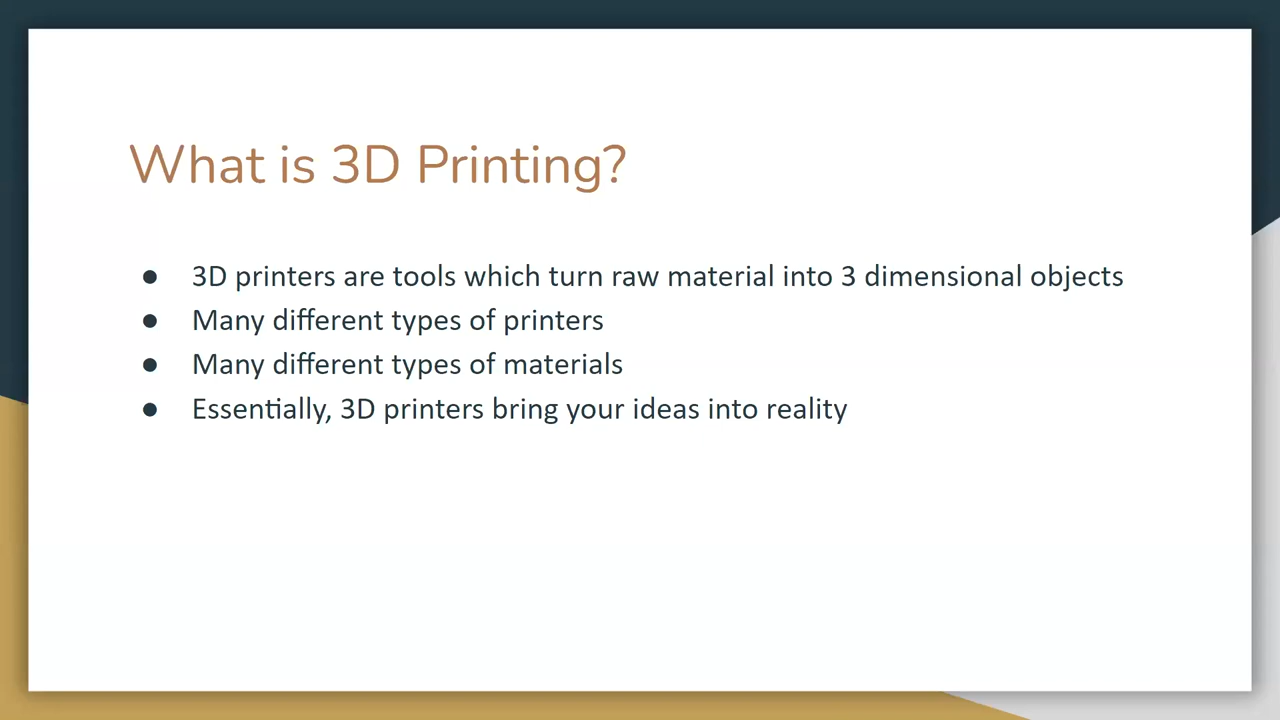 What is 3D Printing?
● 3D printers are tools which turn raw material into 3 dimensional objects
● Many different types of printers
● Many different types of materials
● Essentially, 3D printers bring your ideas into reality